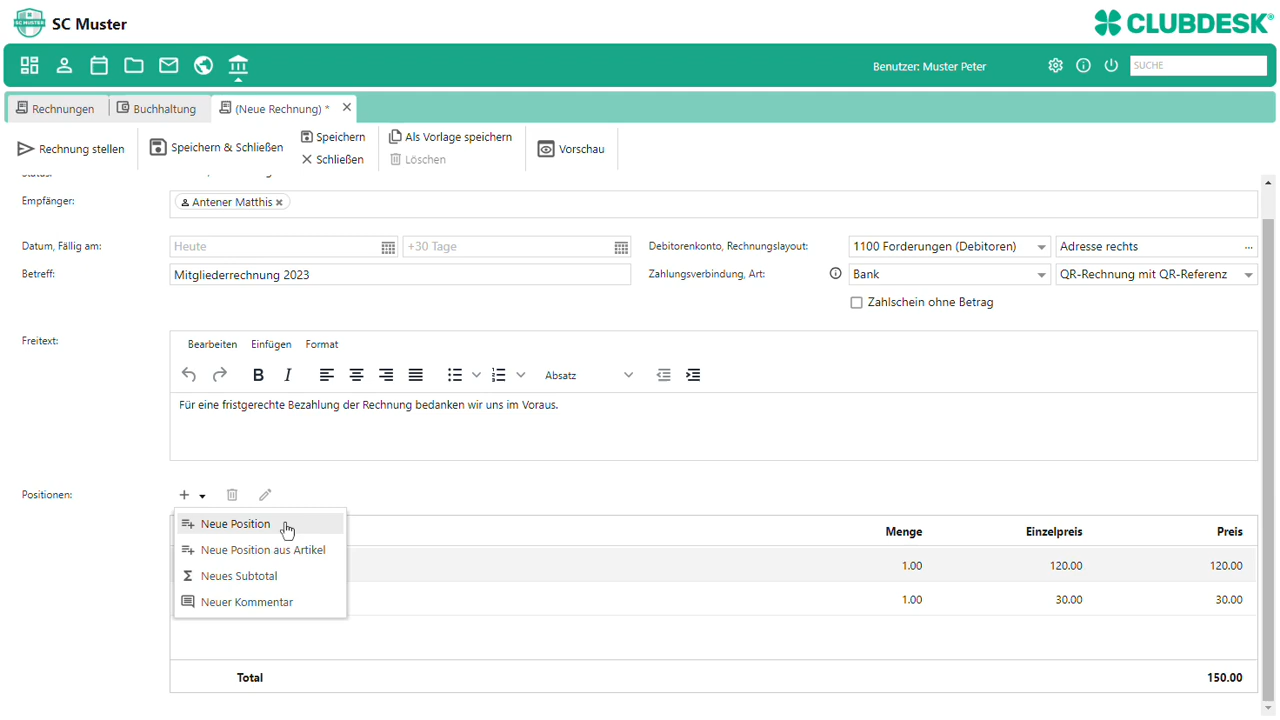 SC MUSTER
SC Muster
CLUBDESK®
Benutzer: Muster Peter
SUCHE
Rechnungen
Buchhaltung
(Neue Rechnung) *
Rechnung stellen
Speichern & Schließen
Speichern
Schließen
Als Vorlage speichern
Löschen
Vorschau
Empfänger:
Antener Matthis
Datum, Fällig am:
Heute
+30 Tage
Debitorenkonto, Rechnungslayout:
1100 Forderungen (Debitoren)
Adresse rechts
...
Betreff:
Mitgliederrechnung 2023
Zahlungsverbindung, Art:
Bank
QR-Rechnung mit QR-Referenz
Zahlschein ohne Betrag
Freitext:
Bearbeiten Einfügen Format
B I Absatz
Für eine fristgerechte Bezahlung der Rechnung bedanken wir uns im Voraus.
Positionen:
Neue Position
Neue Position aus Artikel
Neues Subtotal
Neuer Kommentar
Menge Einzelpreis Preis
1.00 120.00 120.00
1.00 30.00 30.00
Total 150.00